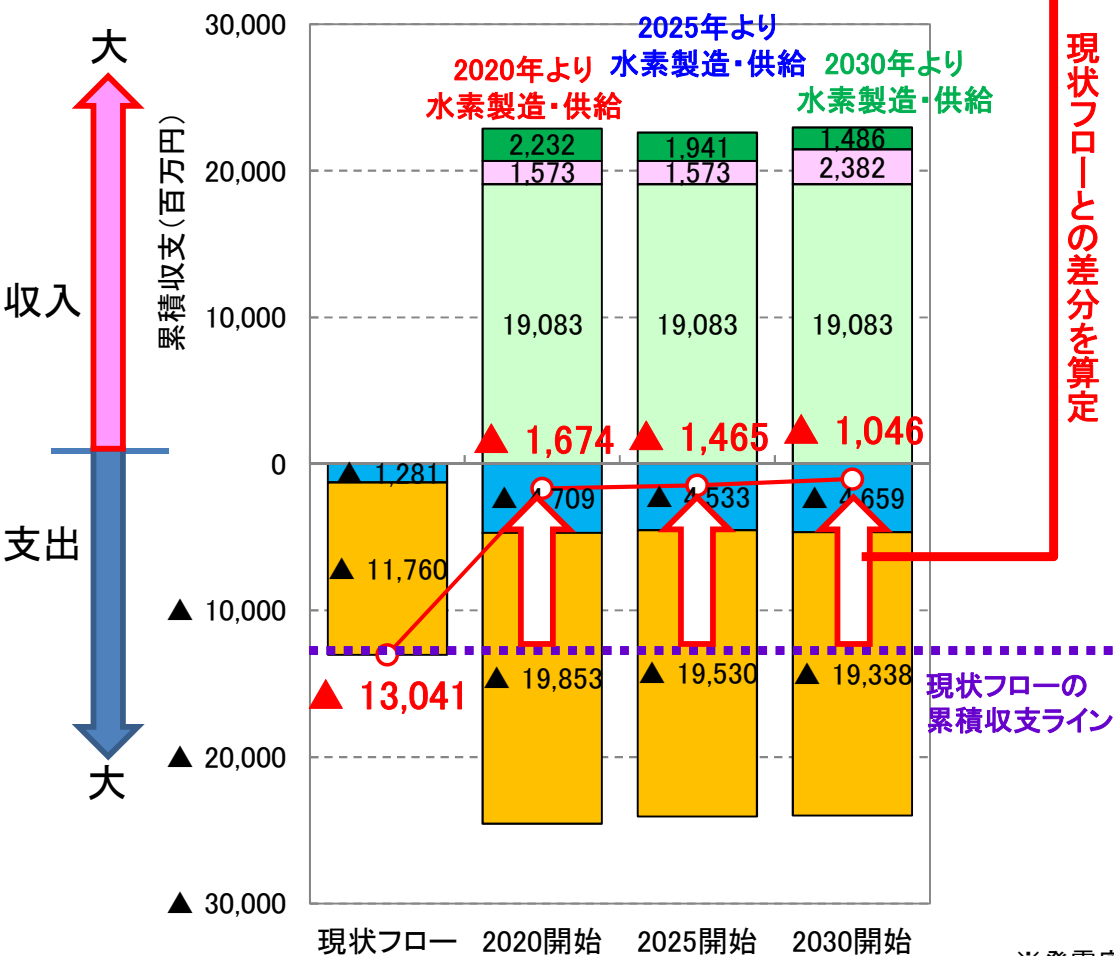 大
収入
支出
大
累積収支(百万円)
30,000
20,000
10,000
0
▲ 10,000
▲ 20,000
▲ 30,000
2020年より
水素製造・供給
2025年より
水素製造・供給
2030年より
水素製造・供給
2,232
1,573
19,083
1,941
1,573
19,083
1,486
2,382
19,083
▲ 1,674
▲ 1,465
▲ 1,046
▲ 1,281
▲ 11,760
▲ 13,041
▲ 4,709
▲ 19,853
▲ 4,533
▲ 19,530
▲ 4,659
▲ 19,338
現状フローとの差分を算定
現状フローの
累積収支ライン
現状フロー
2020開始
2025開始
2030開始